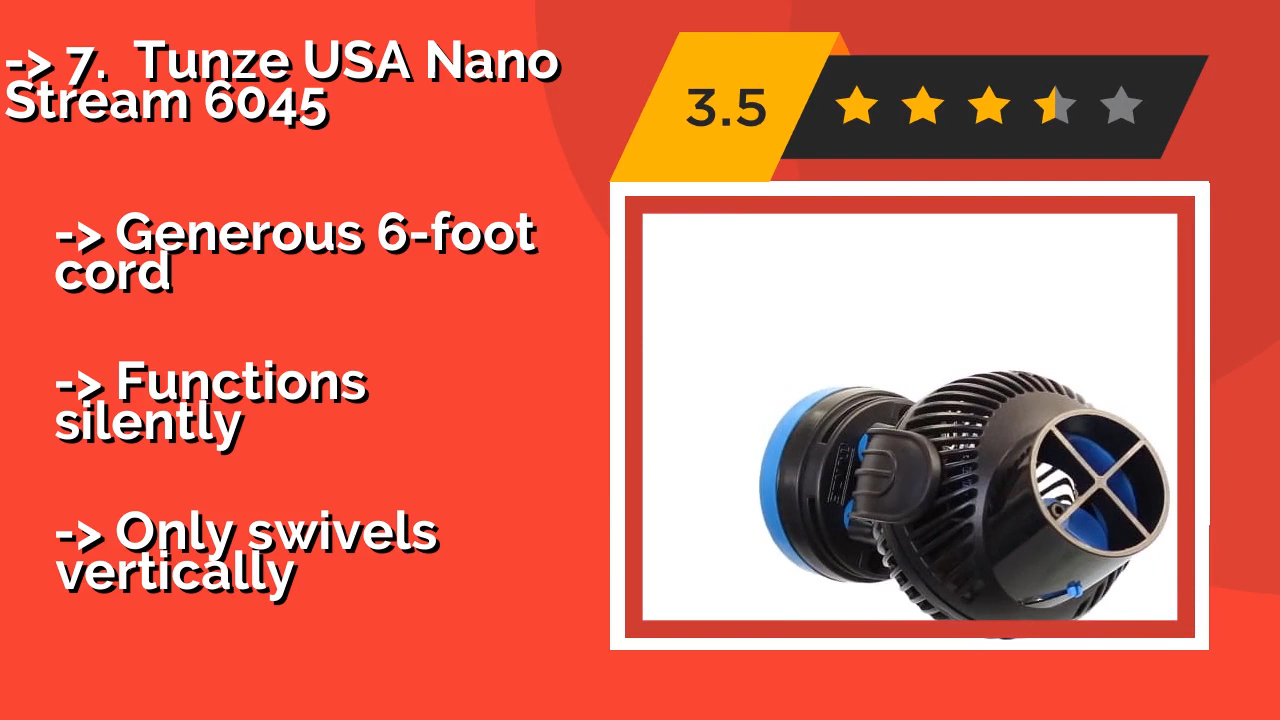 -> 7. Tunze USA Nano
Stream 6045
3.5
-> Generous 6-foot
cord
-> Functions
silently
-> Only swivels
vertically